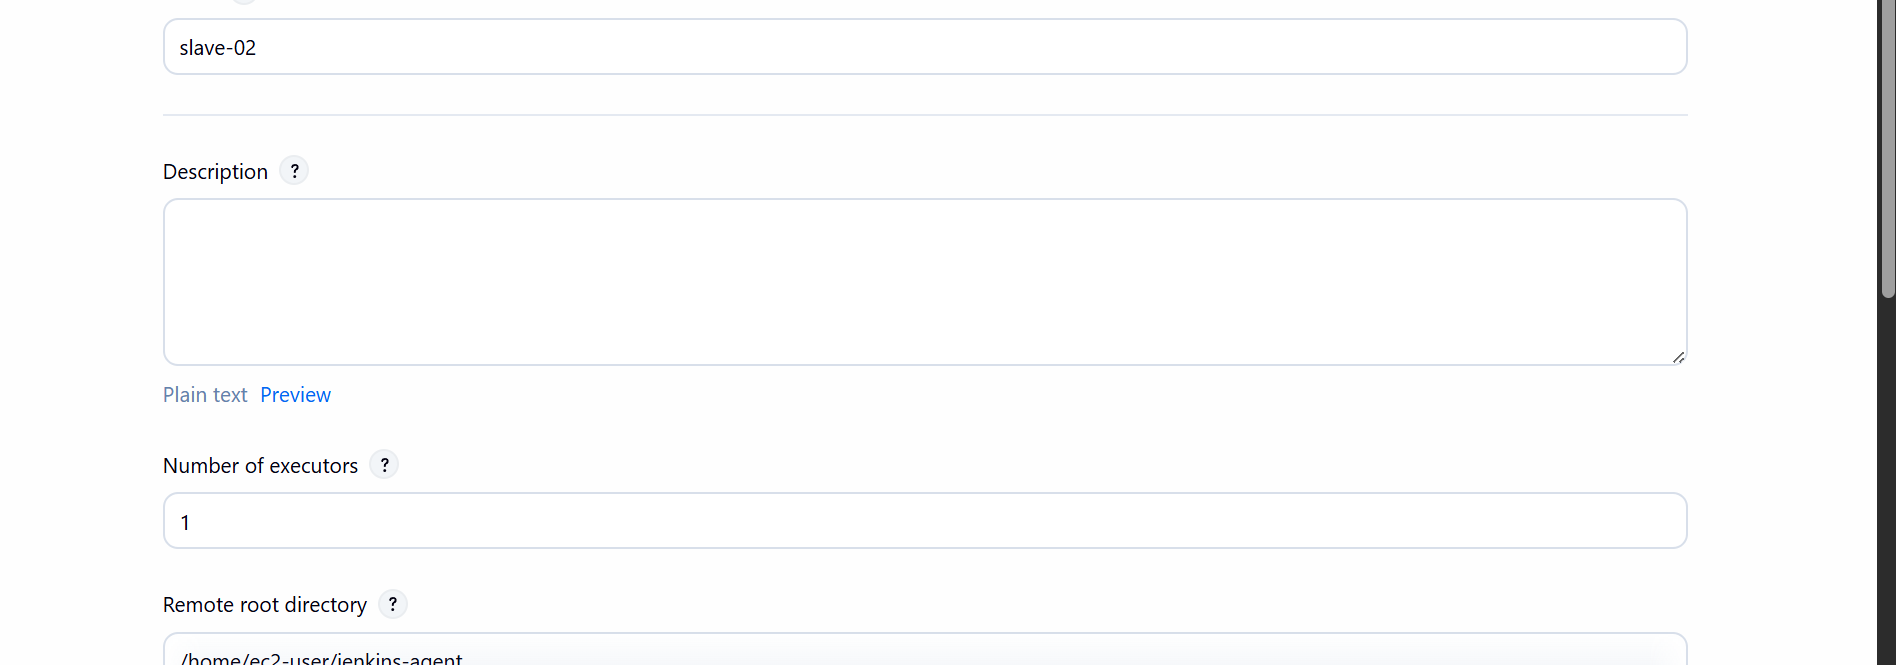 slave-02
Description ?
Plain text Preview
Number of executors ?
1
Remote root directory ?
/home/ec2-user/jenkins-agent